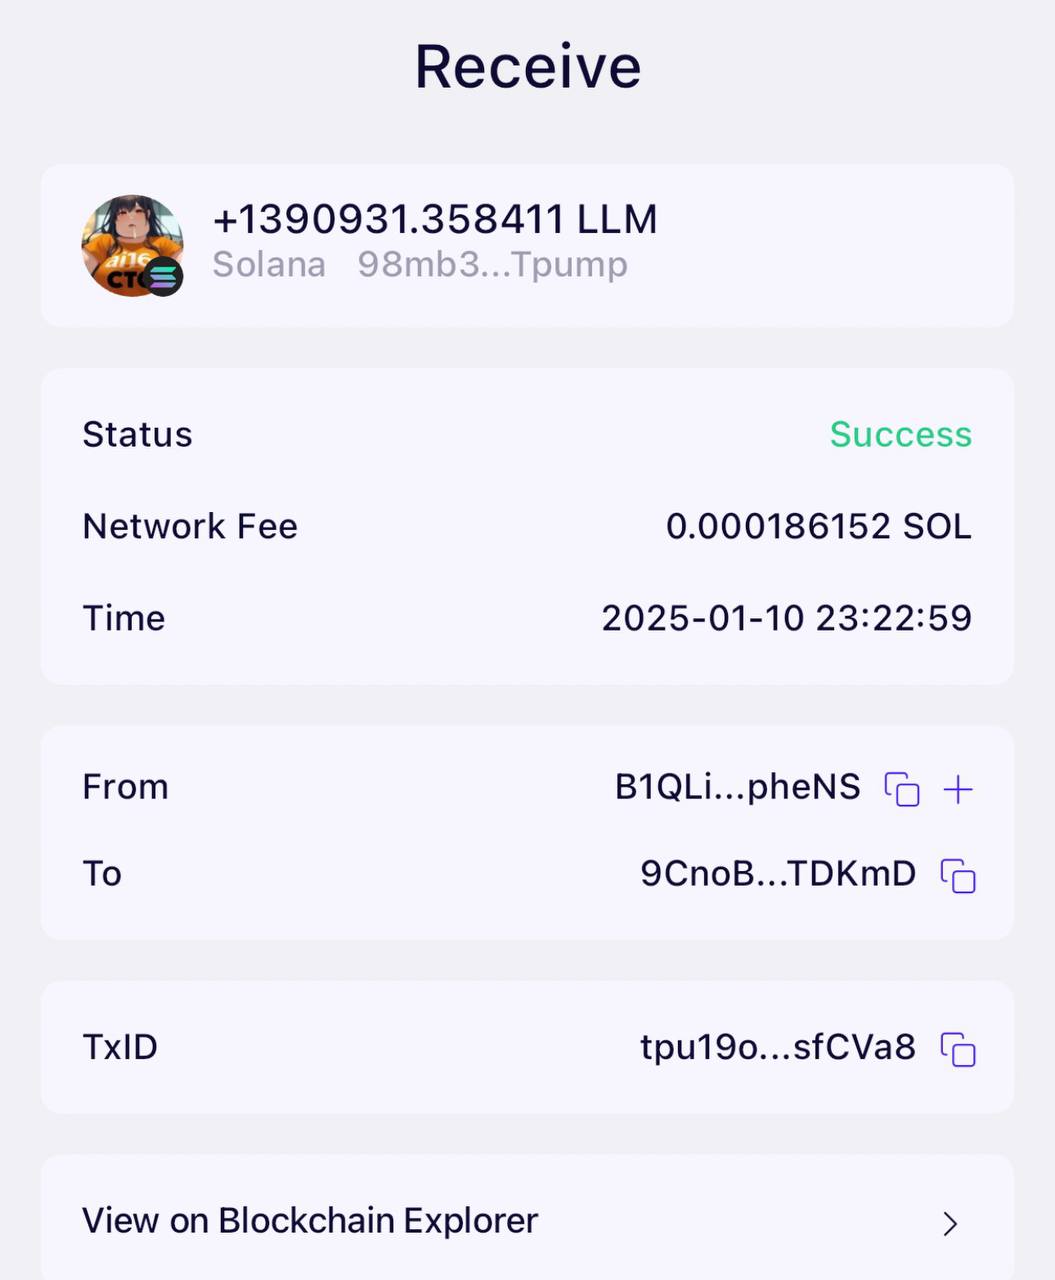 Receive
+1390931.358411 LLM
Solana 98mb3...Tpump
ai16
Status Success
Network Fee 0.000186152 SOL
Time 2025-01-10 23:22:59
From B1QLi...pheNS
To 9CnoB...TDKmD
TxID tpu19o...sfCVa8
View on Blockchain Explorer